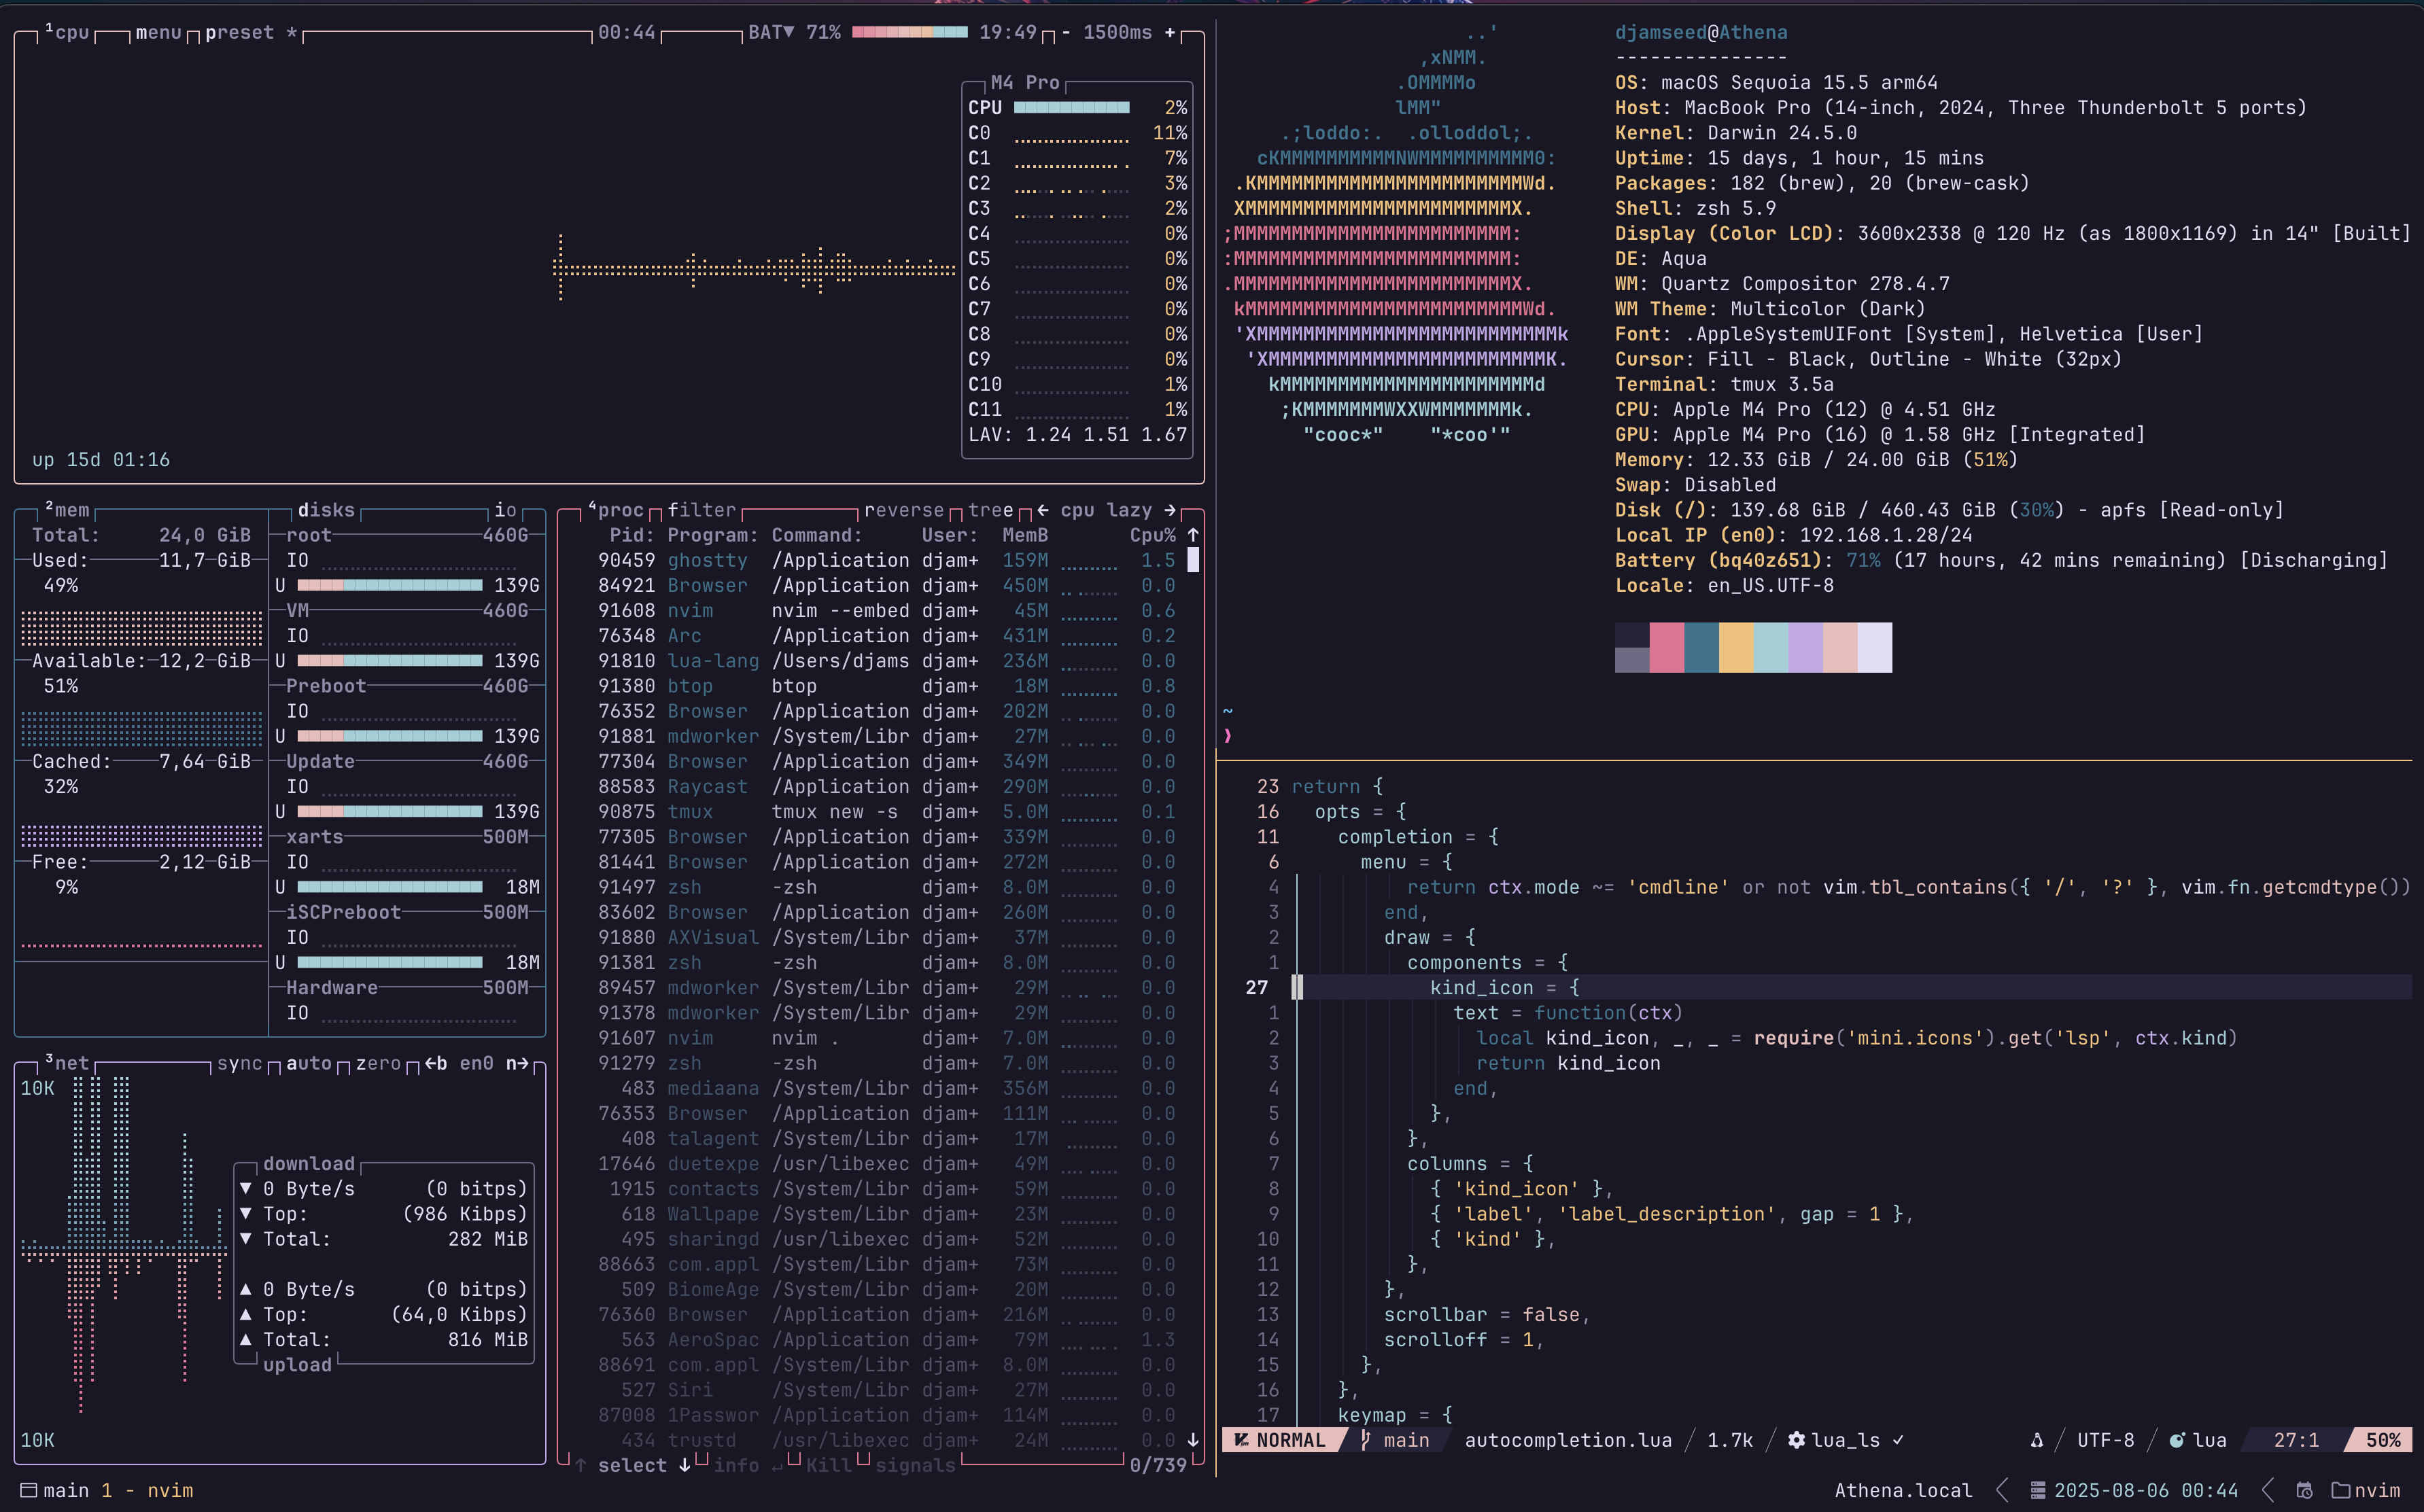 ¹cpu menu preset * 00:44 BAT▼ 71% 19:49 - 1500ms +
M4 Pro
CPU 2%
C0 11%
C1 7%
C2 3%
C3 2%
C4 0%
C5 0%
C6 0%
C7 0%
C8 0%
C9 0%
C10 1%
C11 1%
LAV: 1.24 1.51 1.67
up 15d 01:16
²mem
Total: 24,0 GiB
Used: 11,7 GiB
49%
Available: 12,2 GiB
51%
Cached: 7,64 GiB
32%
Free: 2,12 GiB
9%
disks io
root 460G
IO
U 139G
VM 460G
IO
U 139G
Preboot 460G
IO
U 139G
Update 460G
IO
U 139G
xarts 500M
IO
U 18M
iSCPreboot 500M
IO
U 18M
Hardware 500M
IO
³net sync auto zero ←b en0 n→
10K
download
▼ 0 Byte/s (0 bitps)
▼ Top: (986 Kibps)
▼ Total: 282 MiB
▲ 0 Byte/s (0 bitps)
▲ Top: (64,0 Kibps)
▲ Total: 816 MiB
upload
10K
⁴proc filter reverse tree ← cpu lazy →
Pid: Program: Command: User: MemB Cpu% ↑
90459 ghostty /Application djam+ 159M 1.5
84921 Browser /Application djam+ 450M 0.0
91608 nvim nvim --embed djam+ 45M 0.6
76348 Arc /Application djam+ 431M 0.2
91810 lua-lang /Users/djams djam+ 236M 0.0
91380 btop btop djam+ 18M 0.8
76352 Browser /Application djam+ 202M 0.0
91881 mdworker /System/Libr djam+ 27M 0.0
77304 Browser /Application djam+ 349M 0.0
88583 Raycast /Application djam+ 290M 0.0
90875 tmux tmux new -s djam+ 5.0M 0.1
77305 Browser /Application djam+ 339M 0.0
81441 Browser /Application djam+ 272M 0.0
91497 zsh -zsh djam+ 8.0M 0.0
83602 Browser /Application djam+ 260M 0.0
91880 AXVisual /System/Libr djam+ 37M 0.0
91381 zsh -zsh djam+ 8.0M 0.0
89457 mdworker /System/Libr djam+ 29M 0.0
91378 mdworker /System/Libr djam+ 29M 0.0
91607 nvim nvim . djam+ 7.0M 0.0
91279 zsh -zsh djam+ 7.0M 0.0
483 mediaana /System/Libr djam+ 356M 0.0
76353 Browser /Application djam+ 111M 0.0
408 talagent /System/Libr djam+ 17M 0.0
17646 duetexpe /usr/libexec djam+ 49M 0.0
1915 contacts /System/Libr djam+ 59M 0.0
618 Wallpape /System/Libr djam+ 23M 0.0
495 sharingd /usr/libexec djam+ 52M 0.0
88663 com.appl /System/Libr djam+ 73M 0.0
509 BiomeAge /System/Libr djam+ 20M 0.0
76360 Browser /Application djam+ 216M 0.0
563 AeroSpac /Application djam+ 79M 1.3
88691 com.appl /System/Libr djam+ 8.0M 0.0
527 Siri /System/Libr djam+ 27M 0.0
87008 1Passwor /Application djam+ 114M 0.0
434 trustd /usr/libexec djam+ 24M 0.0 ↓
↑ select ↓ info ↵ Kill signals 0/739
..'
,xNMM.
.OMMMMo
lMM"
.;loddo:. .olloddol;.
cKMMMMMMMMMMNWMMMMMMMMMM0:
.KMMMMMMMMMMMMMMMMMMMMMMMWd.
XMMMMMMMMMMMMMMMMMMMMMMMX.
;MMMMMMMMMMMMMMMMMMMMMMMM:
:MMMMMMMMMMMMMMMMMMMMMMMM:
.MMMMMMMMMMMMMMMMMMMMMMMMX.
kMMMMMMMMMMMMMMMMMMMMMMMMWd.
'XMMMMMMMMMMMMMMMMMMMMMMMMMMk
'XMMMMMMMMMMMMMMMMMMMMMMMMK.
kMMMMMMMMMMMMMMMMMMMMMMd
;KMMMMMMMWXXWMMMMMMMk.
"cooc*" "*coo'"
djamseed@Athena
---------------
OS: macOS Sequoia 15.5 arm64
Host: MacBook Pro (14-inch, 2024, Three Thunderbolt 5 ports)
Kernel: Darwin 24.5.0
Uptime: 15 days, 1 hour, 15 mins
Packages: 182 (brew), 20 (brew-cask)
Shell: zsh 5.9
Display (Color LCD): 3600x2338 @ 120 Hz (as 1800x1169) in 14" [Built]
DE: Aqua
WM: Quartz Compositor 278.4.7
WM Theme: Multicolor (Dark)
Font: .AppleSystemUIFont [System], Helvetica [User]
Cursor: Fill - Black, Outline - White (32px)
Terminal: tmux 3.5a
CPU: Apple M4 Pro (12) @ 4.51 GHz
GPU: Apple M4 Pro (16) @ 1.58 GHz [Integrated]
Memory: 12.33 GiB / 24.00 GiB (51%)
Swap: Disabled
Disk (/): 139.68 GiB / 460.43 GiB (30%) - apfs [Read-only]
Local IP (en0): 192.168.1.28/24
Battery (bq40z651): 71% (17 hours, 42 mins remaining) [Discharging]
Locale: en_US.UTF-8
~
❯
23 return {
16 opts = {
11 completion = {
6 menu = {
4 return ctx.mode ~= 'cmdline' or not vim.tbl_contains({ '/', '?' }, vim.fn.getcmdtype())
3 end,
2 draw = {
1 components = {
27 kind_icon = {
1 text = function(ctx)
2 local kind_icon, _, _ = require('mini.icons').get('lsp', ctx.kind)
3 return kind_icon
4 end,
5 },
6 },
7 columns = {
8 { 'kind_icon' },
9 { 'label', 'label_description', gap = 1 },
10 { 'kind' },
11 },
12 },
13 scrollbar = false,
14 scrolloff = 1,
15 },
16 },
17 keymap = {
NORMAL main autocompletion.lua / 1.7k / lua_ls ✓ / UTF-8 / lua 27:1 50%
main 1 - nvim
Athena.local 2025-08-06 00:44 nvim